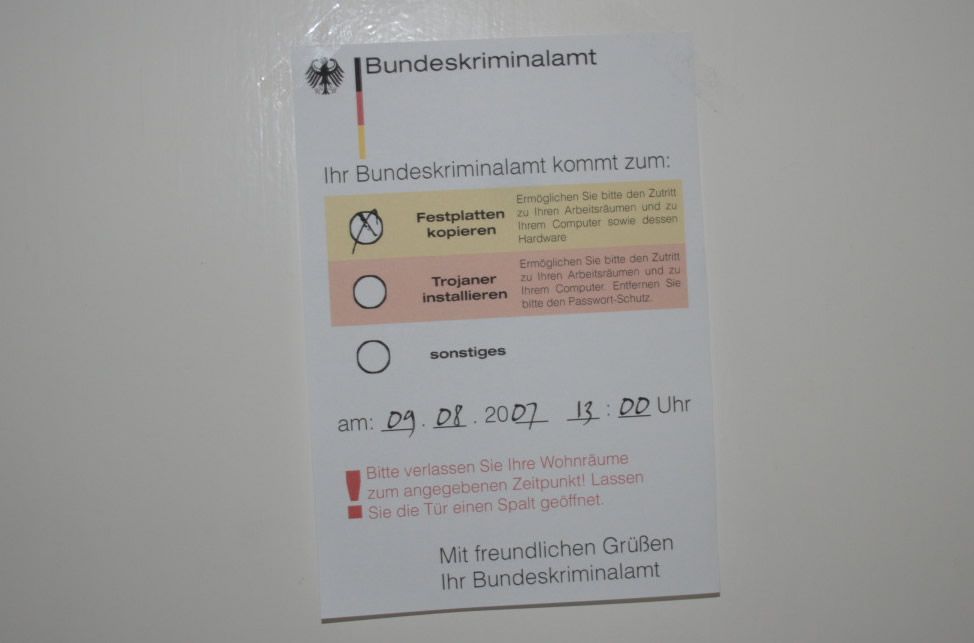 Bundeskriminalamt
Ihr Bundeskriminalamt kommt zum:
Festplatten
kopieren
Ermöglichen Sie bitte den Zutritt
zu Ihren Arbeitsräumen und zu
Ihrem Computer sowie dessen
Hardware
Trojaner
installieren
Ermöglichen Sie bitte den Zutritt
zu Ihren Arbeitsräumen und zu
Ihrem Computer. Entfernen Sie
bitte den Passwort-Schutz.
sonstiges
am: 09. 08. 2007 13:00 Uhr
! Bitte verlassen Sie Ihre Wohnräume
zum angegebenen Zeitpunkt! Lassen
Sie die Tür einen Spalt geöffnet.
Mit freundlichen Grüßen
Ihr Bundeskriminalamt